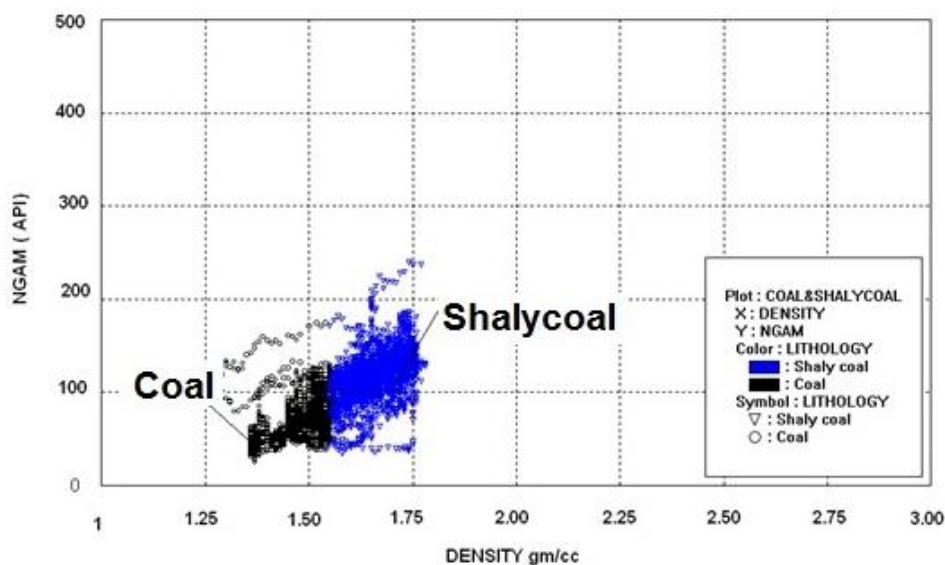 500
400
300
200
100
0
NGAM ( API)
Coal
Shalycoal
Plot : COAL&SHALYCOAL
X : DENSITY
Y : NGAM
Color : LITHOLOGY
: Shaly coal
: Coal
Symbol : LITHOLOGY
: Shaly coal
: Coal
1 1.25 1.50 1.75 2.00 2.25 2.50 2.75 3.00
DENSITY gm/cc